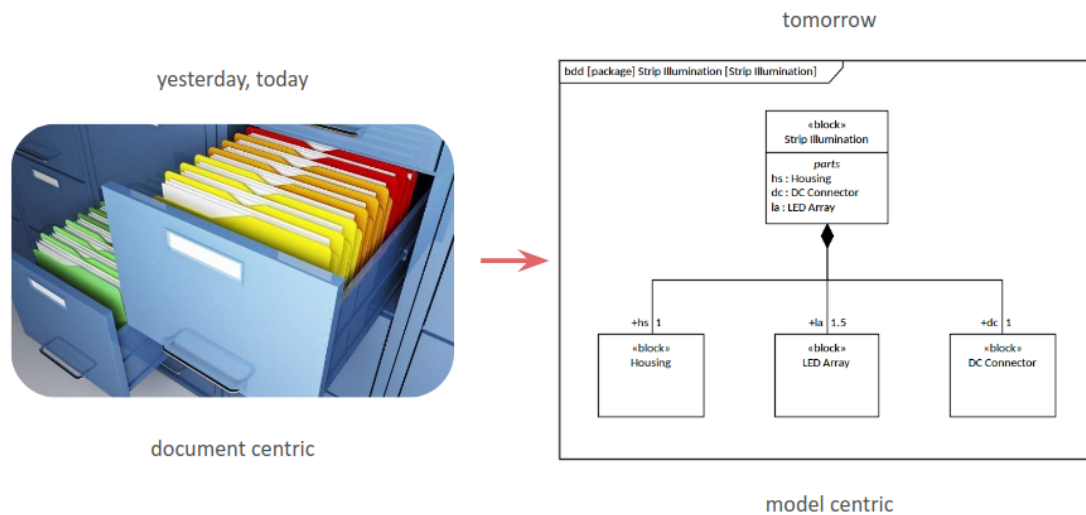 yesterday, today
document centric
tomorrow
bdd [package] Strip Illumination [Strip Illumination]
«block»
Strip Illumination
parts
hs : Housing
dc : DC Connector
la : LED Array
+hs 1
+la 1.5
+dc 1
«block»
Housing
«block»
LED Array
«block»
DC Connector
model centric